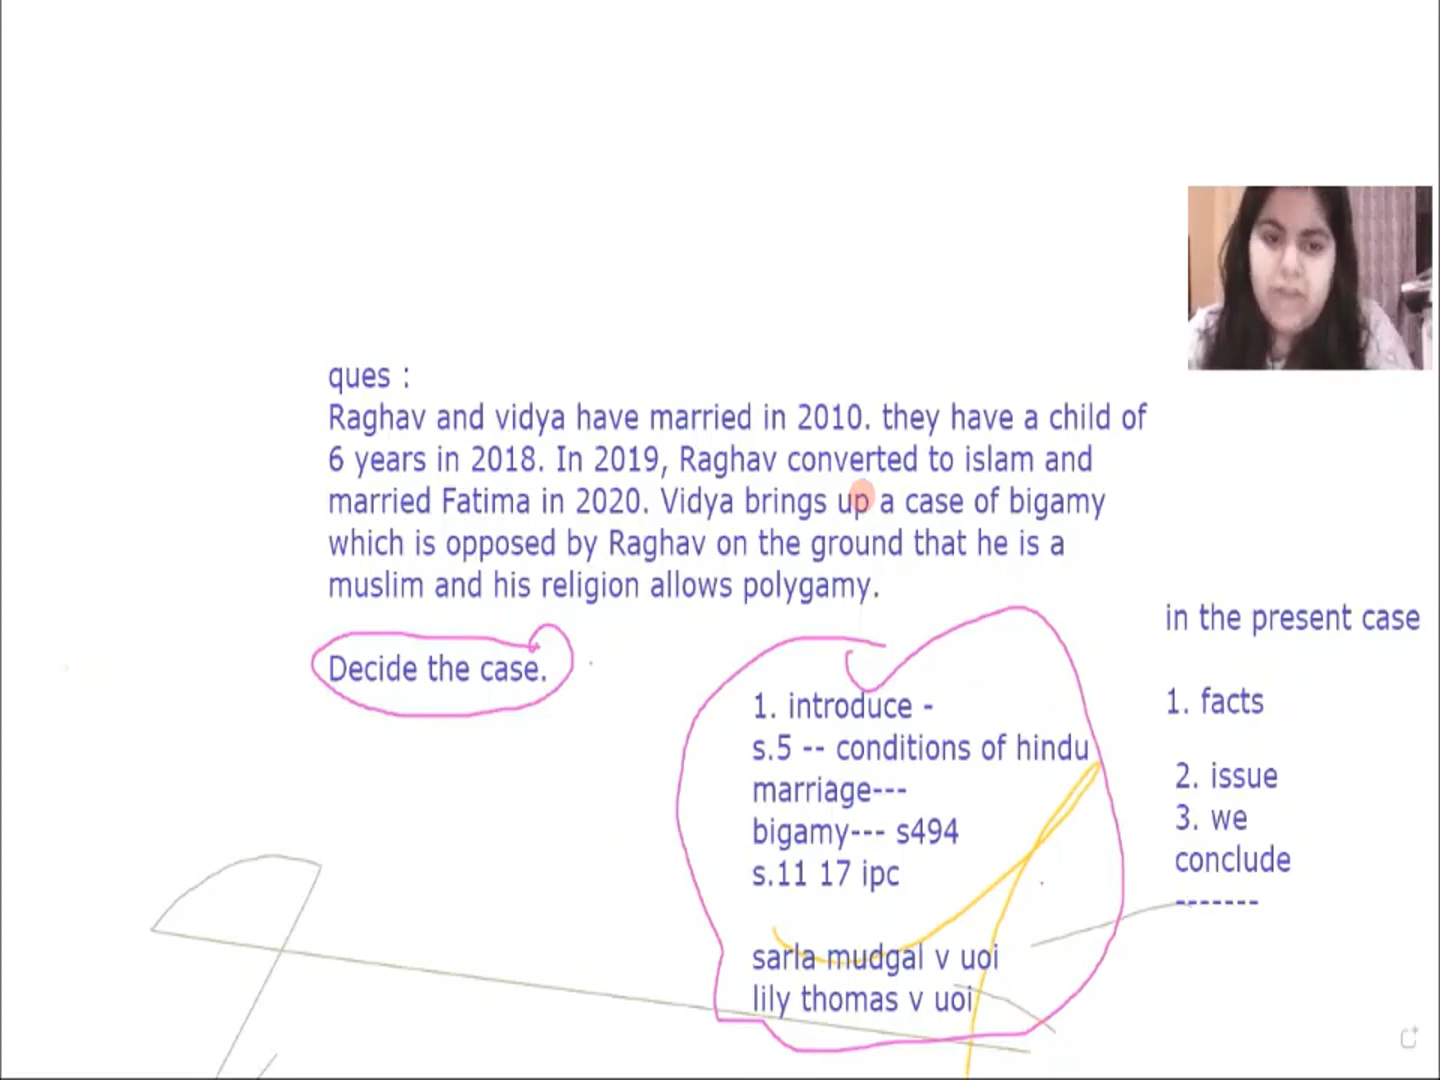 ques :
Raghav and vidya have married in 2010. they have a child of
6 years in 2018. In 2019, Raghav converted to islam and
married Fatima in 2020. Vidya brings up a case of bigamy
which is opposed by Raghav on the ground that he is a
muslim and his religion allows polygamy.
Decide the case.
1. introduce -
s.5 -- conditions of hindu
marriage---
bigamy--- s494
s.11 17 ipc
sarla mudgal v uoi
lily thomas v uoi
in the present case
1. facts
2. issue
3. we
conclude
-------